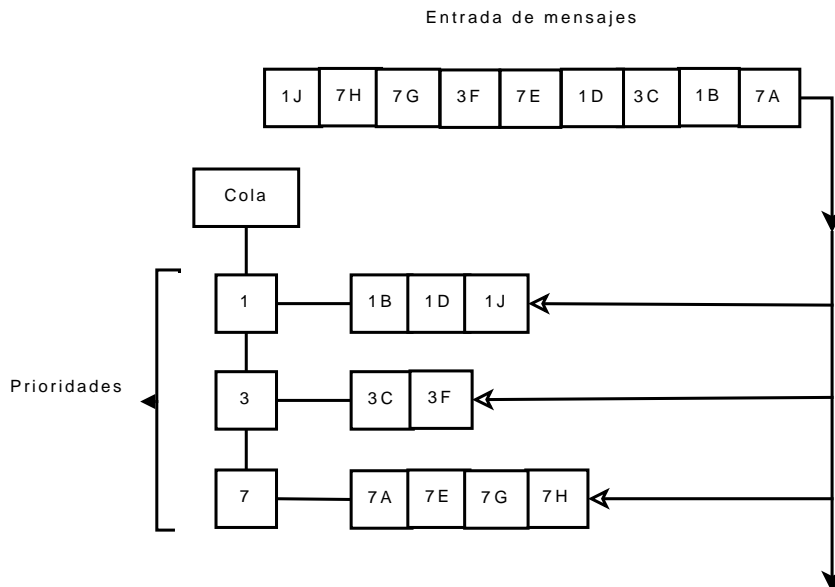 Entrada de mensajes
1J 7H 7G 3F 7E 1D 3C 1B 7A
Cola
1 1B 1D 1J
Prioridades
3 3C 3F
7 7A 7E 7G 7H